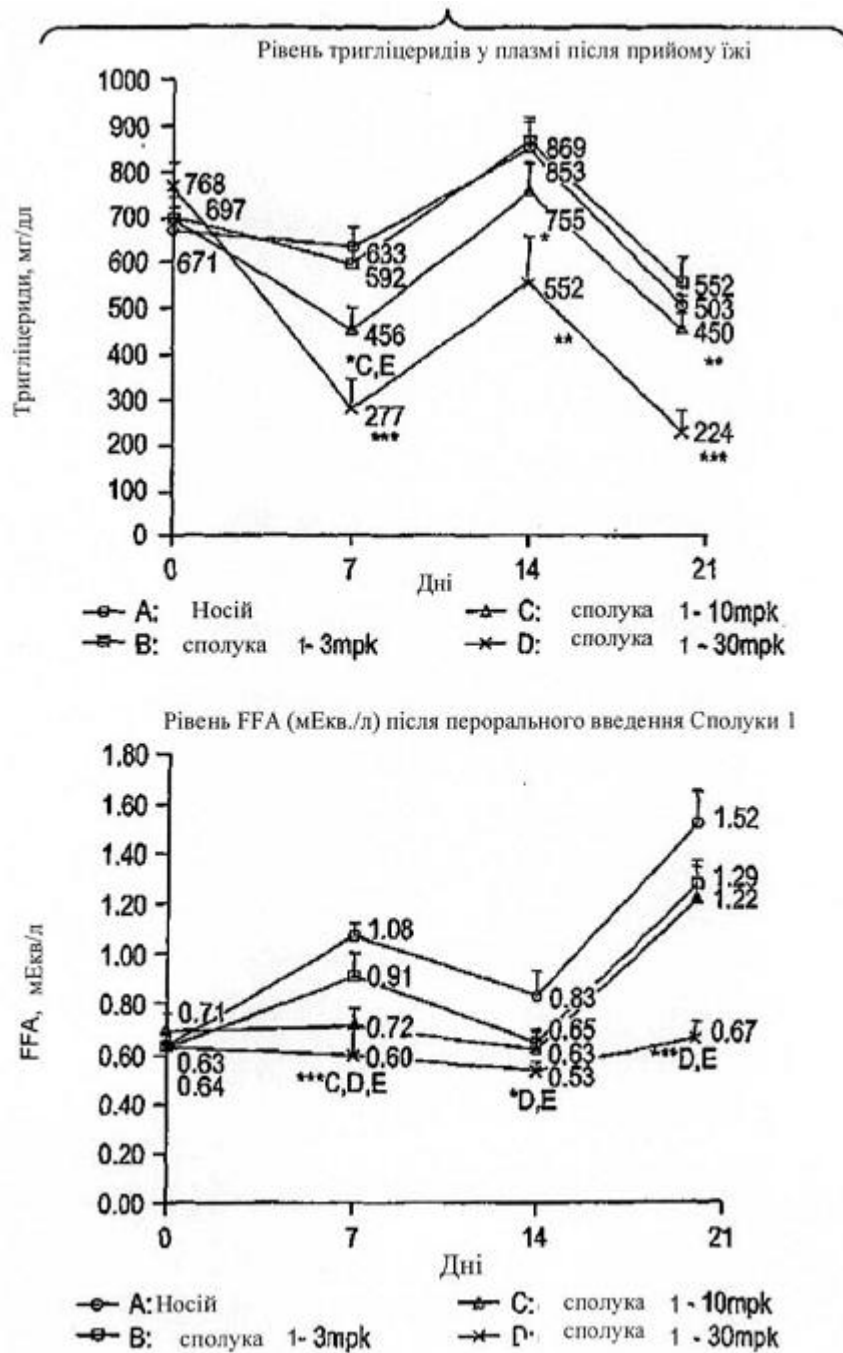 Рівень тригліцеридів у плазмі після прийому їжі
1000
900
800
700
600
500
400
300
200
100
0
Тригліцериди, мг/дл
768
697
671
633
592
456
*C,E
277
***
869
853
755
*
552
**
552
503
450
**
224
***
0 7 14 21
Дні
A: Носій
C: сполука 1-10mpk
B: сполука 1-3mpk
D: сполука 1-30mpk
Рівень FFA (мЕкв./л) після перорального введення Сполуки 1
1.80
1.60
1.40
1.20
1.00
0.80
0.60
0.40
0.20
0.00
FFA, мЕкв/л
0.71
0.63
0.64
1.08
0.91
0.72
0.60
***C,D,E
0.83
0.65
0.63
0.53
*D,E
1.52
1.29
1.22
0.67
***D,E
0 7 14 21
Дні
A: Носій
C: сполука 1-10mpk
B: сполука 1-3mpk
D: сполука 1-30mpk